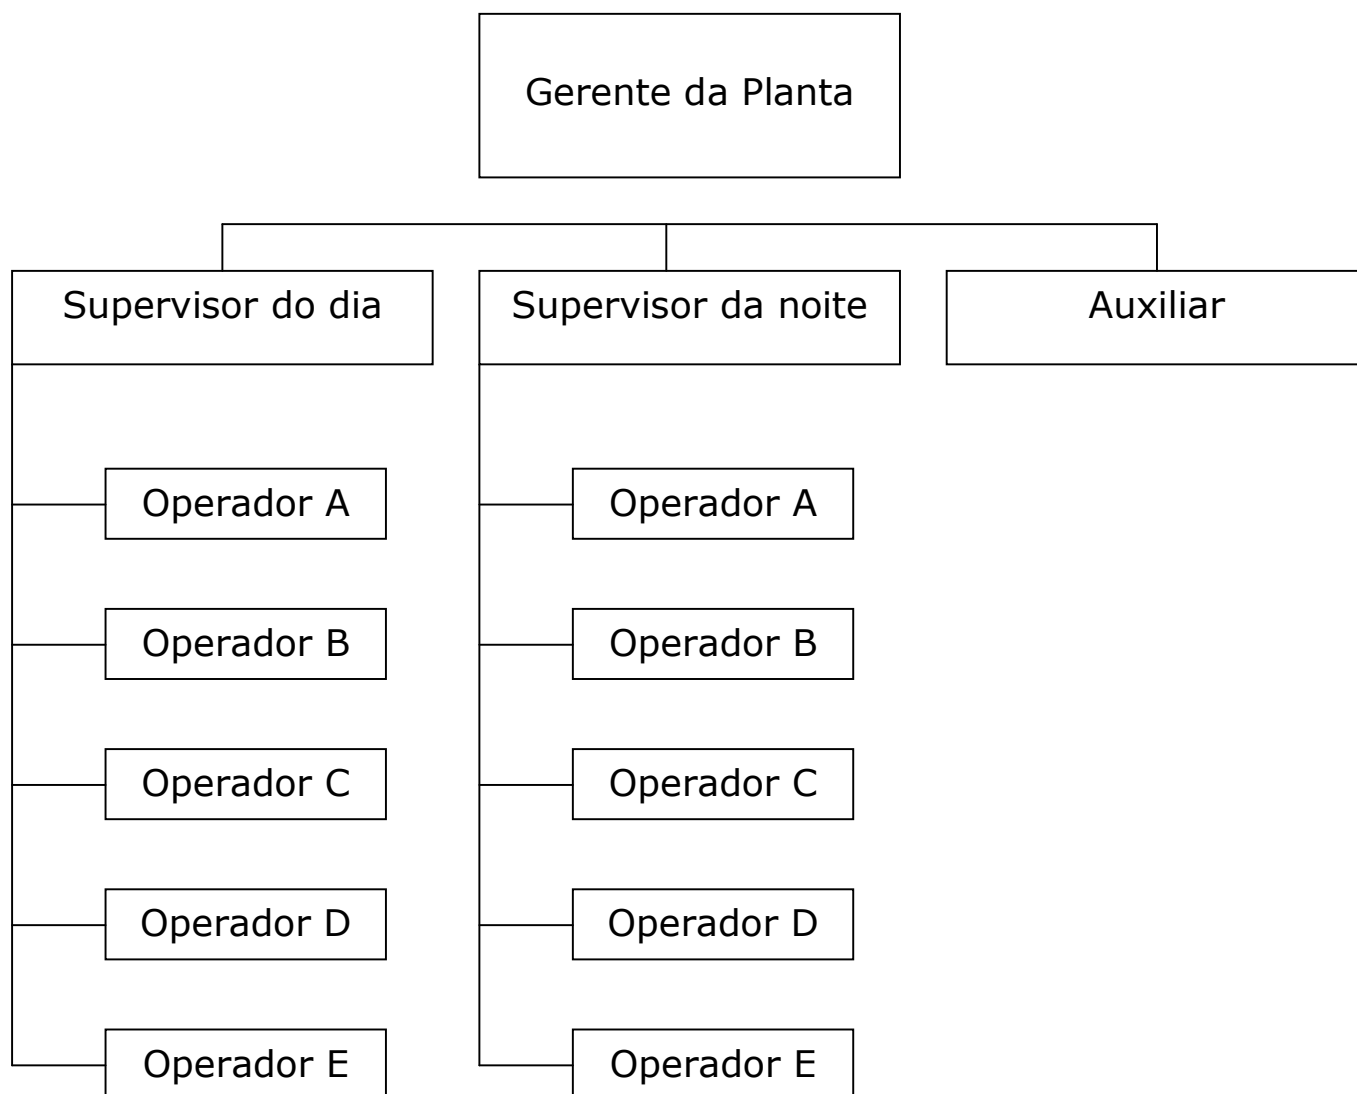 Gerente da Planta
Supervisor do dia
Supervisor da noite
Auxiliar
Operador A
Operador A
Operador B
Operador B
Operador C
Operador C
Operador D
Operador D
Operador E
Operador E